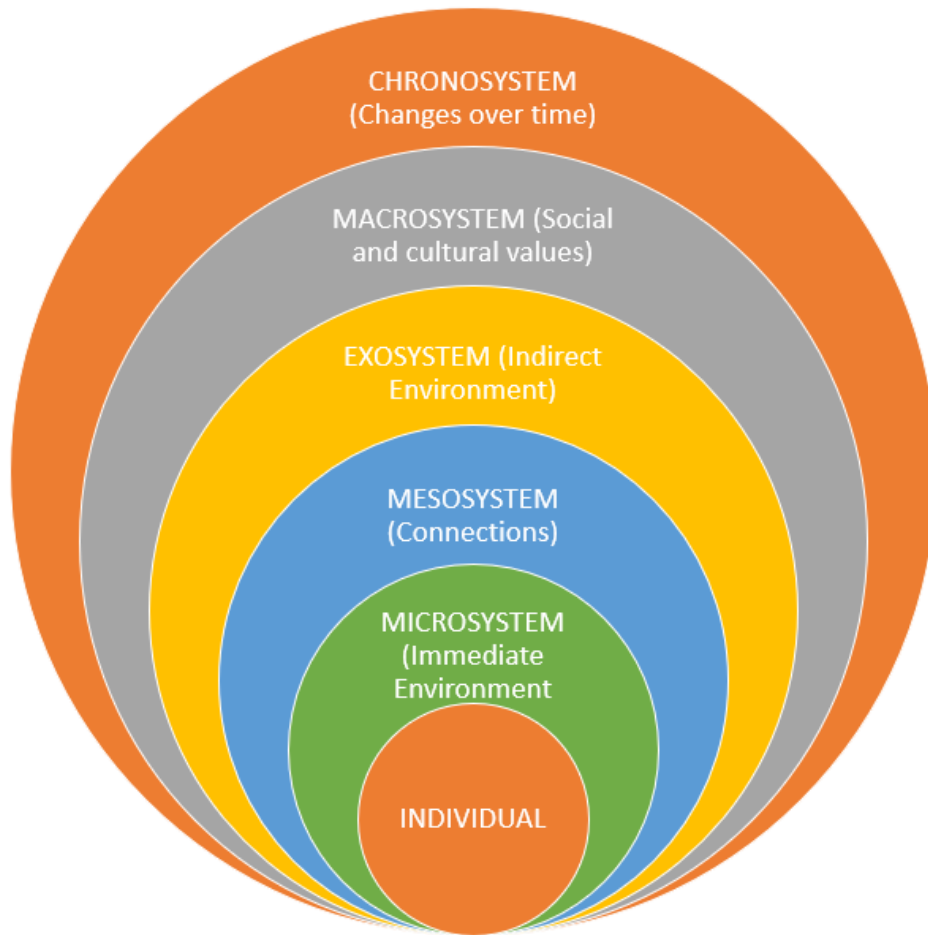 CHRONOSYSTEM
(Changes over time)
MACROSYSTEM (Social
and cultural values)
EXOSYSTEM (Indirect
Environment)
MESOSYSTEM
(Connections)
MICROSYSTEM
(Immediate
Environment
INDIVIDUAL